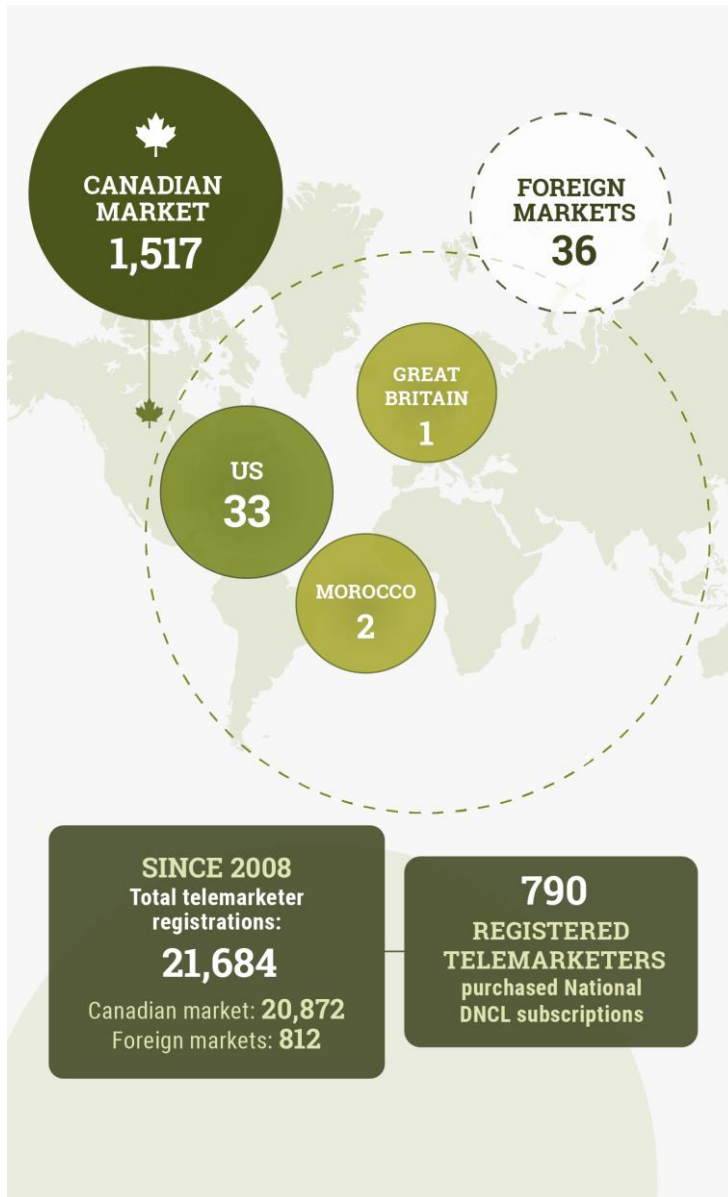 CANADIAN
MARKET
1,517
FOREIGN
MARKETS
36
GREAT
BRITAIN
1
US
33
MOROCCO
2
SINCE 2008
Total telemarketer
registrations:
21,684
Canadian market: 20,872
Foreign markets: 812
790
REGISTERED
TELEMARKETERS
purchased National
DNCL subscriptions